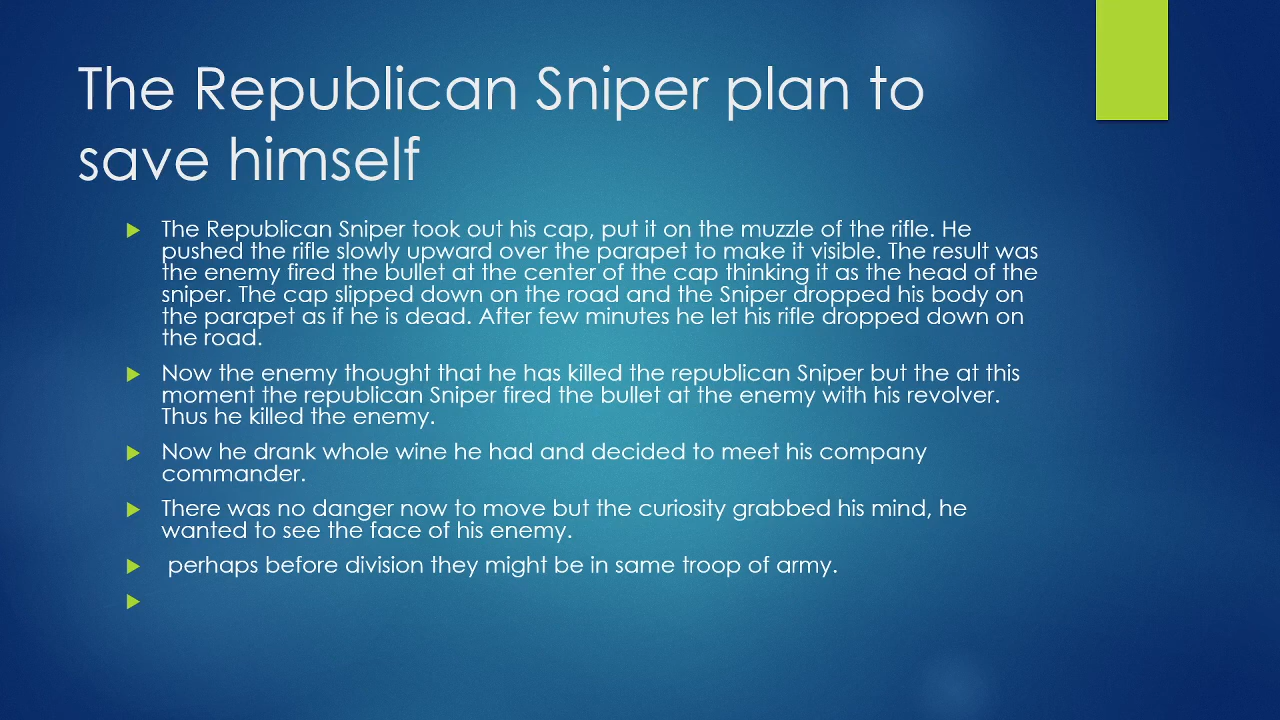 The Republican Sniper plan to
save himself
The Republican Sniper took out his cap, put it on the muzzle of the rifle. He
pushed the rifle slowly upward over the parapet to make it visible. The result was
the enemy fired the bullet at the center of the cap thinking it as the head of the
sniper. The cap slipped down on the road and the Sniper dropped his body on
the parapet as if he is dead. After few minutes he let his rifle dropped down on
the road.
Now the enemy thought that he has killed the republican Sniper but the at this
moment the republican Sniper fired the bullet at the enemy with his revolver.
Thus he killed the enemy.
Now he drank whole wine he had and decided to meet his company
commander.
There was no danger now to move but the curiosity grabbed his mind, he
wanted to see the face of his enemy.
perhaps before division they might be in same troop of army.